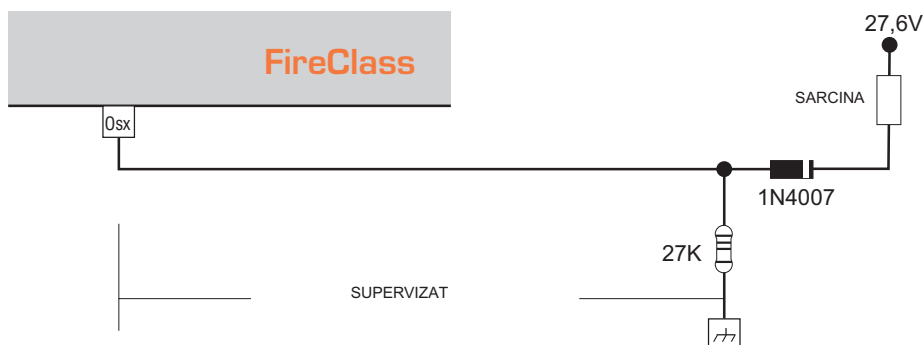 27,6V
FireClass
SARCINA
0sx
1N4007
27K
SUPERVIZAT